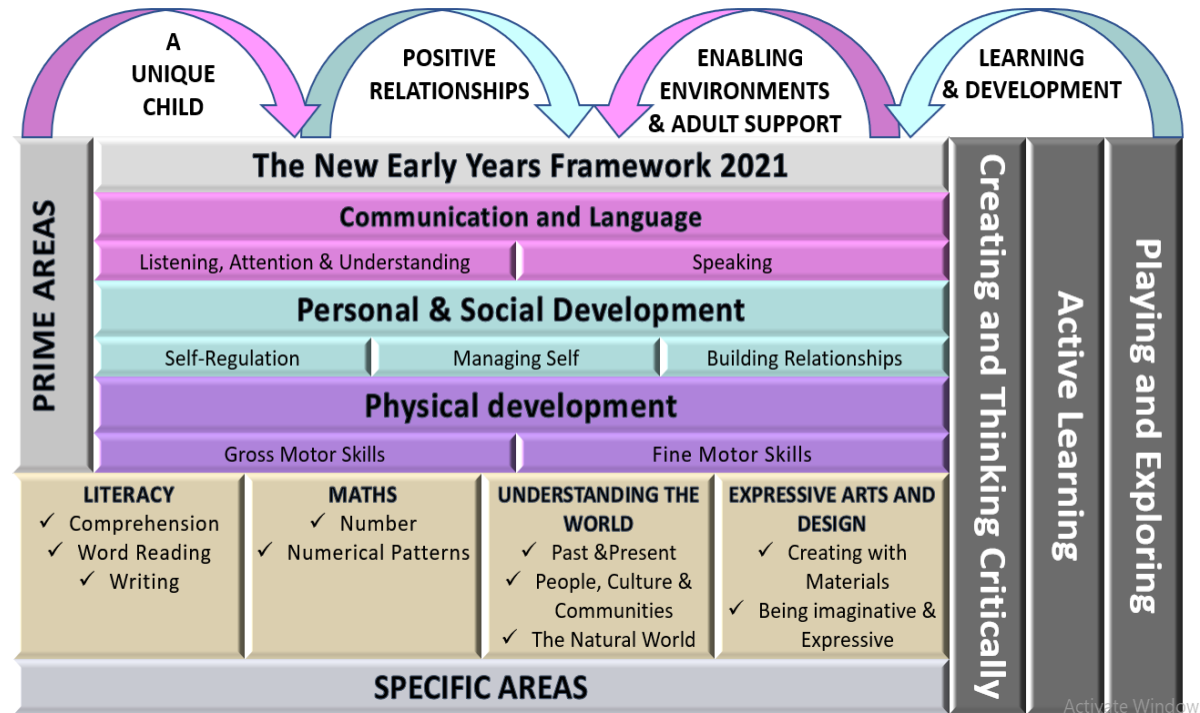 A
UNIQUE
CHILD
POSITIVE
RELATIONSHIPS
ENABLING
ENVIRONMENTS
& ADULT SUPPORT
LEARNING
& DEVELOPMENT
PRIME AREAS
The New Early Years Framework 2021
Communication and Language
Listening, Attention & Understanding
Speaking
Personal & Social Development
Self-Regulation
Managing Self
Building Relationships
Physical development
Gross Motor Skills
Fine Motor Skills
LITERACY
✓ Comprehension
✓ Word Reading
✓ Writing
MATHS
✓ Number
✓ Numerical Patterns
UNDERSTANDING THE
WORLD
✓ Past &Present
✓ People, Culture &
Communities
✓ The Natural World
EXPRESSIVE ARTS AND
DESIGN
✓ Creating with
Materials
✓ Being imaginative &
Expressive
SPECIFIC AREAS
Creating and Thinking Critically
Active Learning
Playing and Exploring
Activate Window